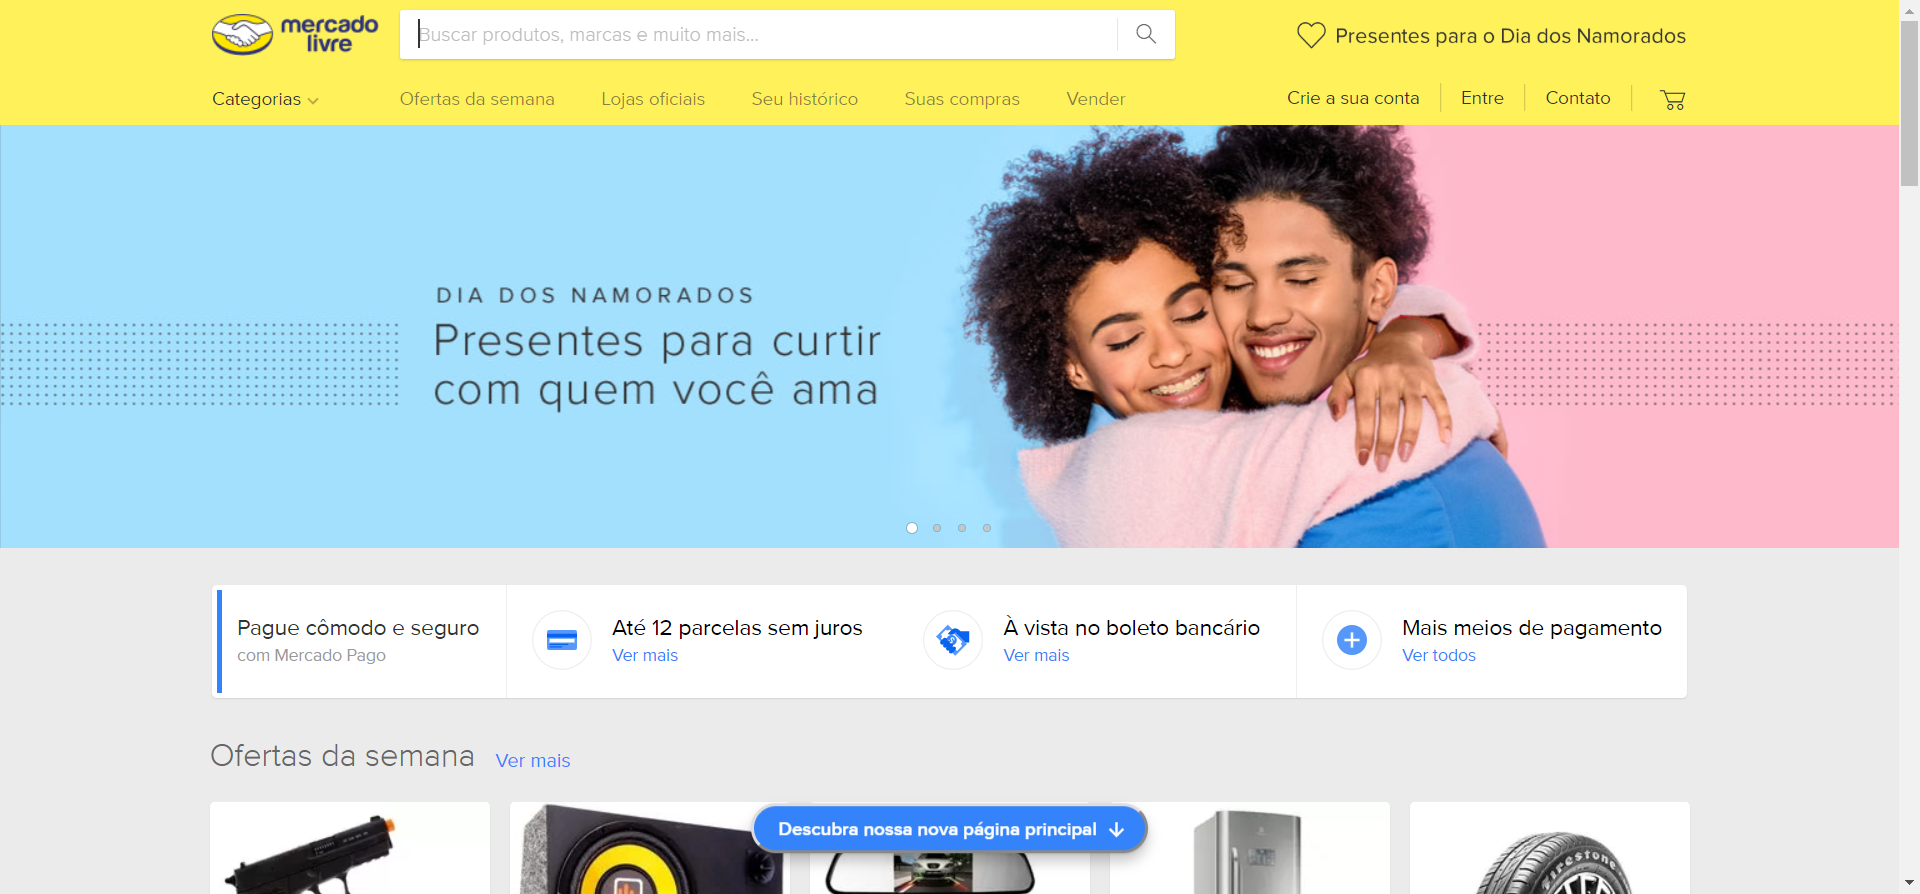 mercado
livre
Buscar produtos, marcas e muito mais...
Presentes para o Dia dos Namorados
Categorias
Ofertas da semana
Lojas oficiais
Seu histórico
Suas compras
Vender
Crie a sua conta
Entre
Contato
DIA DOS NAMORADOS
Presentes para curtir
com quem você ama
Pague cômodo e seguro
com Mercado Pago
Até 12 parcelas sem juros
Ver mais
À vista no boleto bancário
Ver mais
Mais meios de pagamento
Ver todos
Ofertas da semana
Ver mais
Descubra nossa nova página principal
Firestone